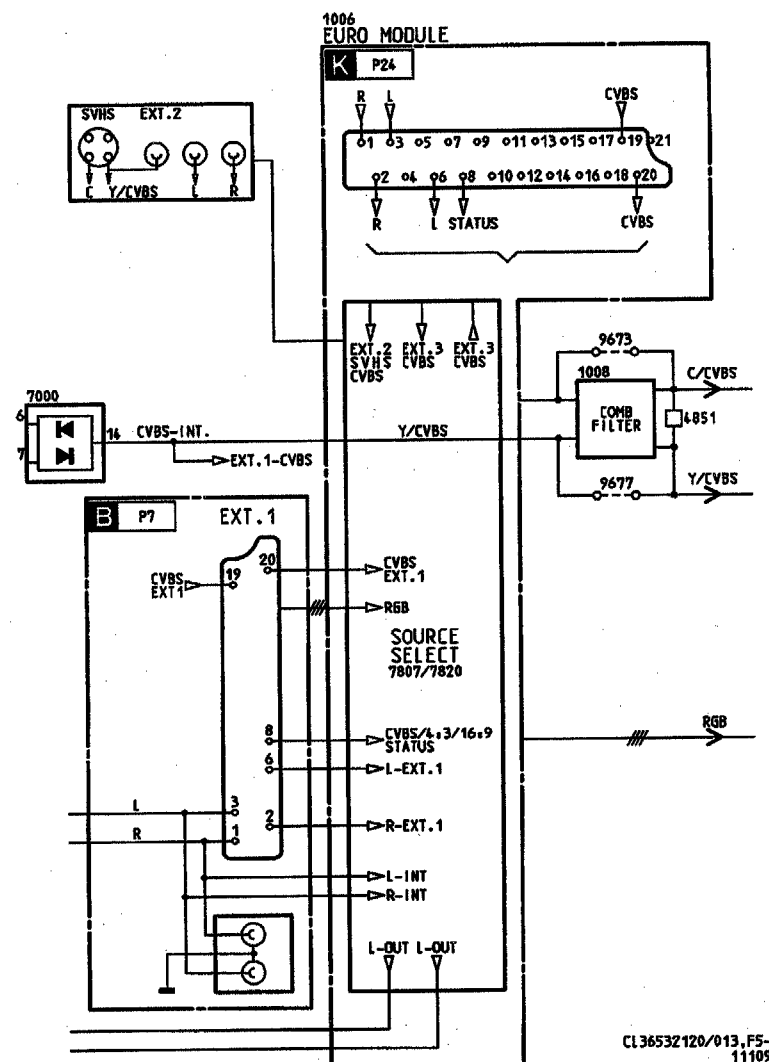 1006
EURO MODULE
K P24
R L CVBS
1 3 5 7 9 11 13 15 17 19 21
2 4 6 8 10 12 14 16 18 20
R L STATUS CVBS
SVHS EXT.2
C Y/CVBS L R
EXT.2 EXT.3 EXT.3
SVHS CVBS CVBS
CVBS
9673
1008
C/CVBS
COMB
FILTER
4851
9677
Y/CVBS
7000
6
7
14 CVBS-INT.
Y/CVBS
EXT.1-CVBS
B P7 EXT.1
20
19
CVBS
EXT1
CVBS
EXT.1
RGB
SOURCE
SELECT
7807/7820
RGB
8
CVBS/4:3/16:9
STATUS
6
L-EXT.1
L
3
2
R-EXT.1
R
1
L-INT
R-INT
L-OUT L-OUT
CL36532120/013,F5-